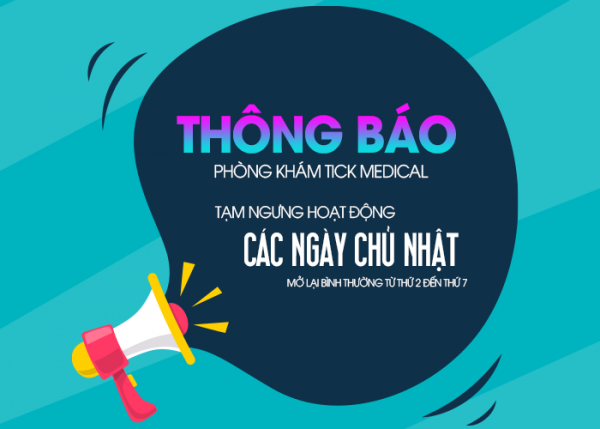 THÔNG BÁO
PHÒNG KHÁM TICK MEDICAL
TẠM NGƯNG HOẠT ĐỘNG
CÁC NGÀY CHỦ NHẬT
MỞ LẠI BÌNH THƯỜNG TỪ THỨ 2 ĐẾN THỨ 7